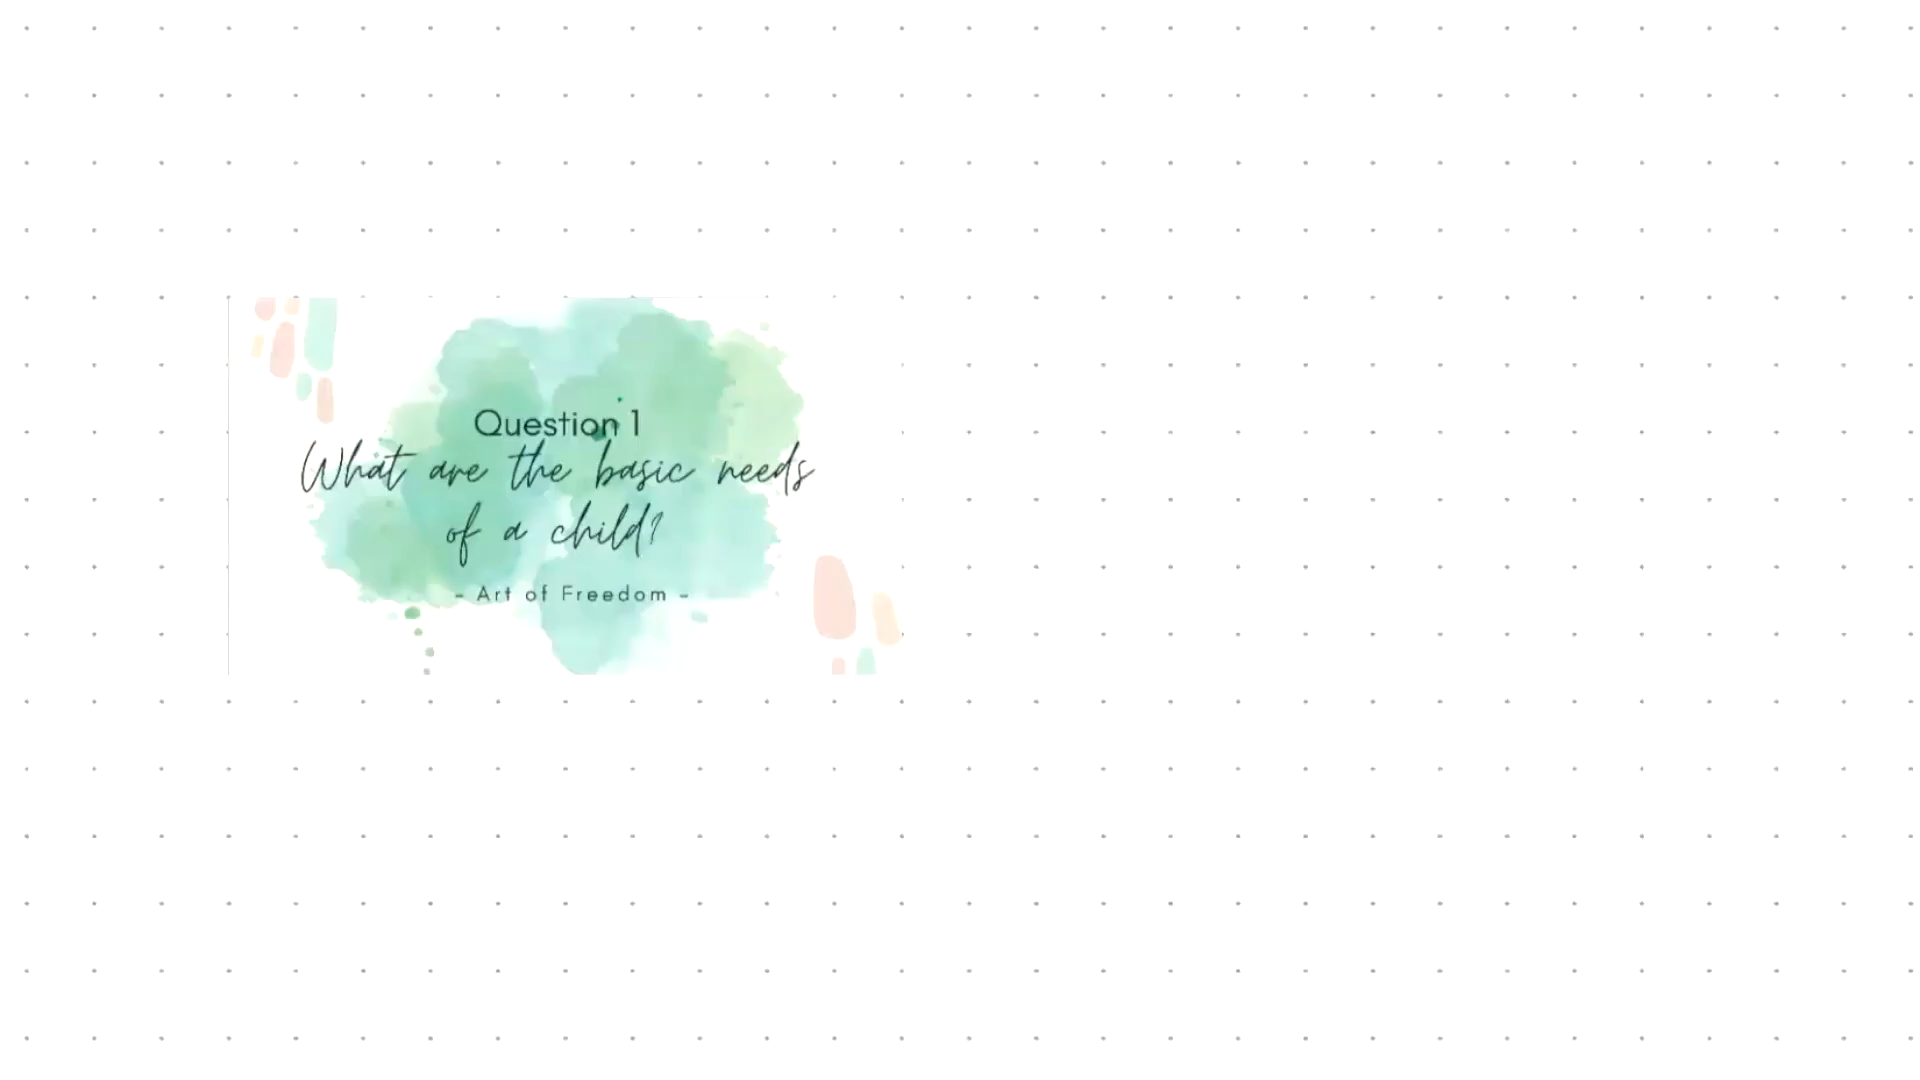 Question 1
What are the basic needs
of a child?
- Art of Freedom -